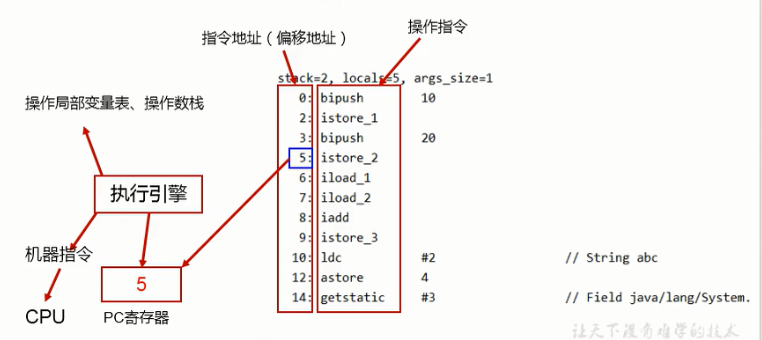 操作指令
指令地址（偏移地址）
stack=2, locals=5, args_size=1
操作局部变量表、操作数栈
0: bipush 10
2: istore_1
3: bipush 20
5: istore_2
6: iload_1
7: iload_2
8: iadd
9: istore_3
10: ldc #2 // String abc
12: astore 4
14: getstatic #3 // Field java/lang/System.
执行引擎
机器指令
5
CPU
PC寄存器
让天下没有难学的技术